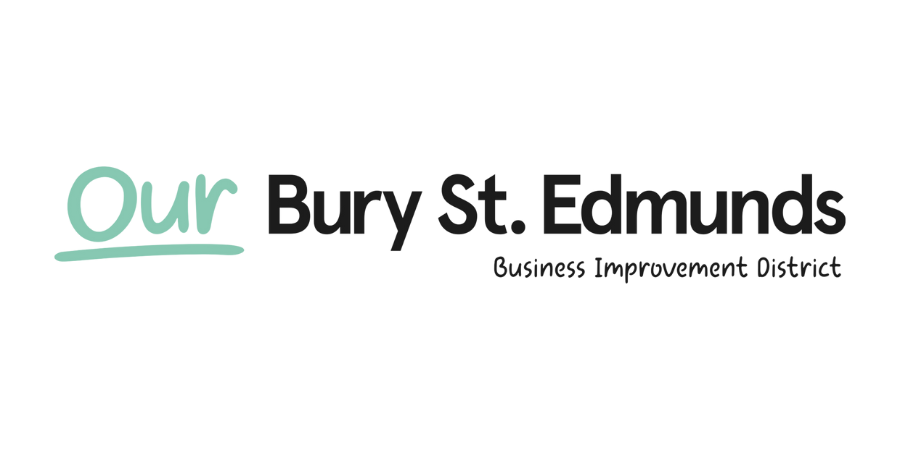 Our Bury St. Edmunds
Business Improvement District